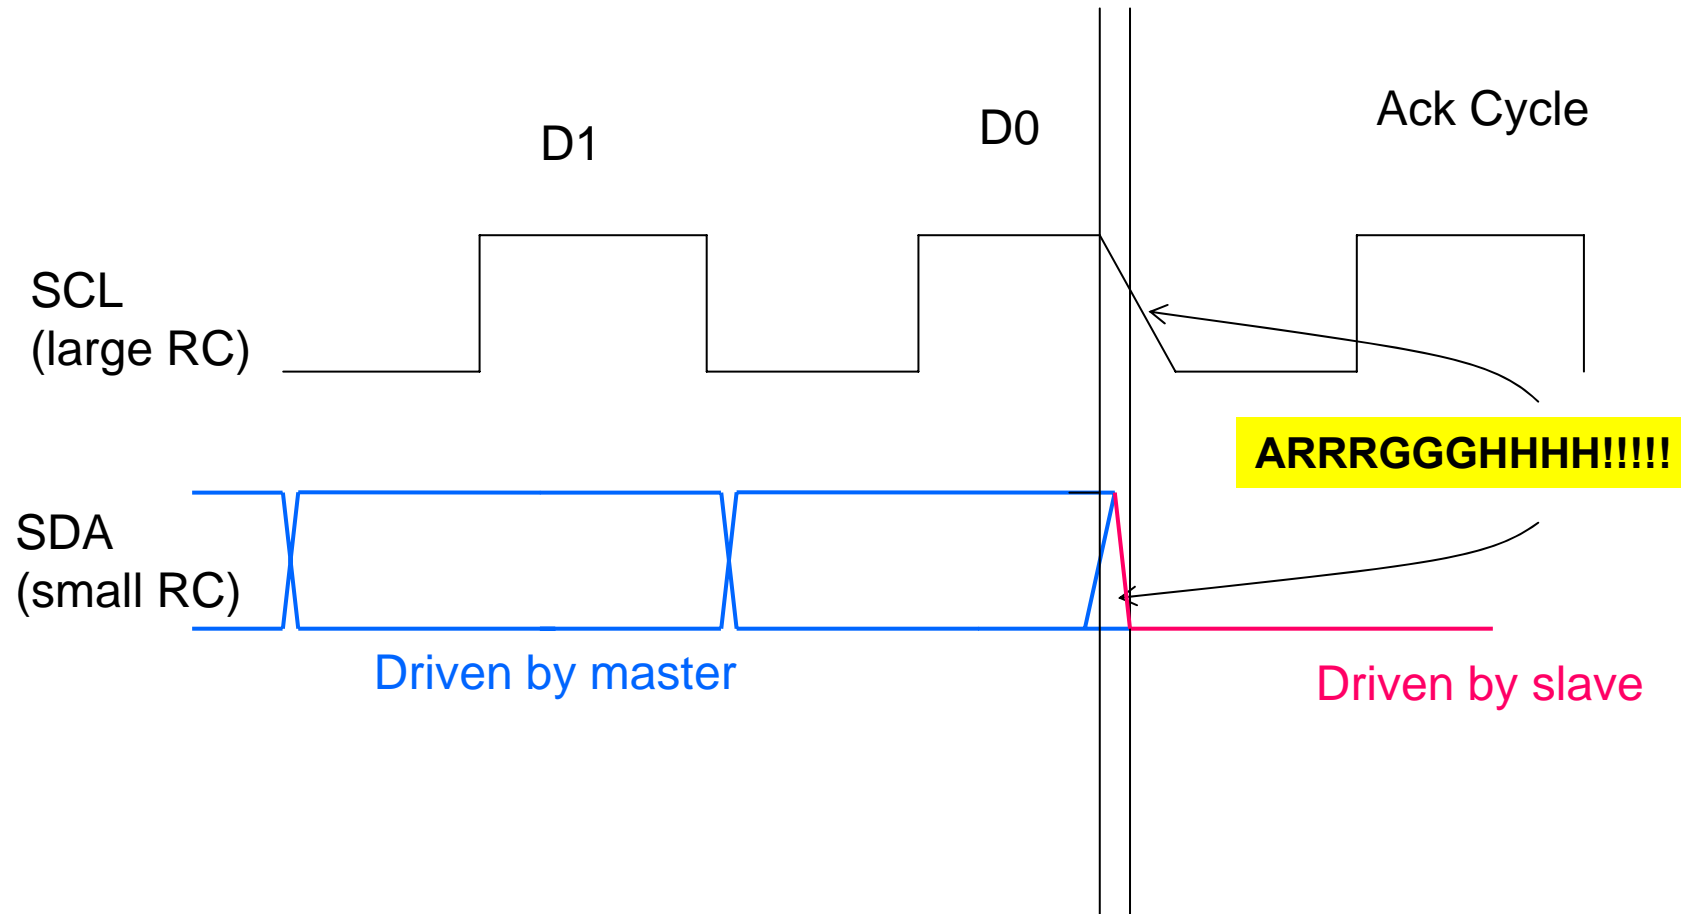 D1
D0
Ack Cycle
SCL
(large RC)
ARRRGGGHHHH!!!!!
SDA
(small RC)
Driven by master
Driven by slave